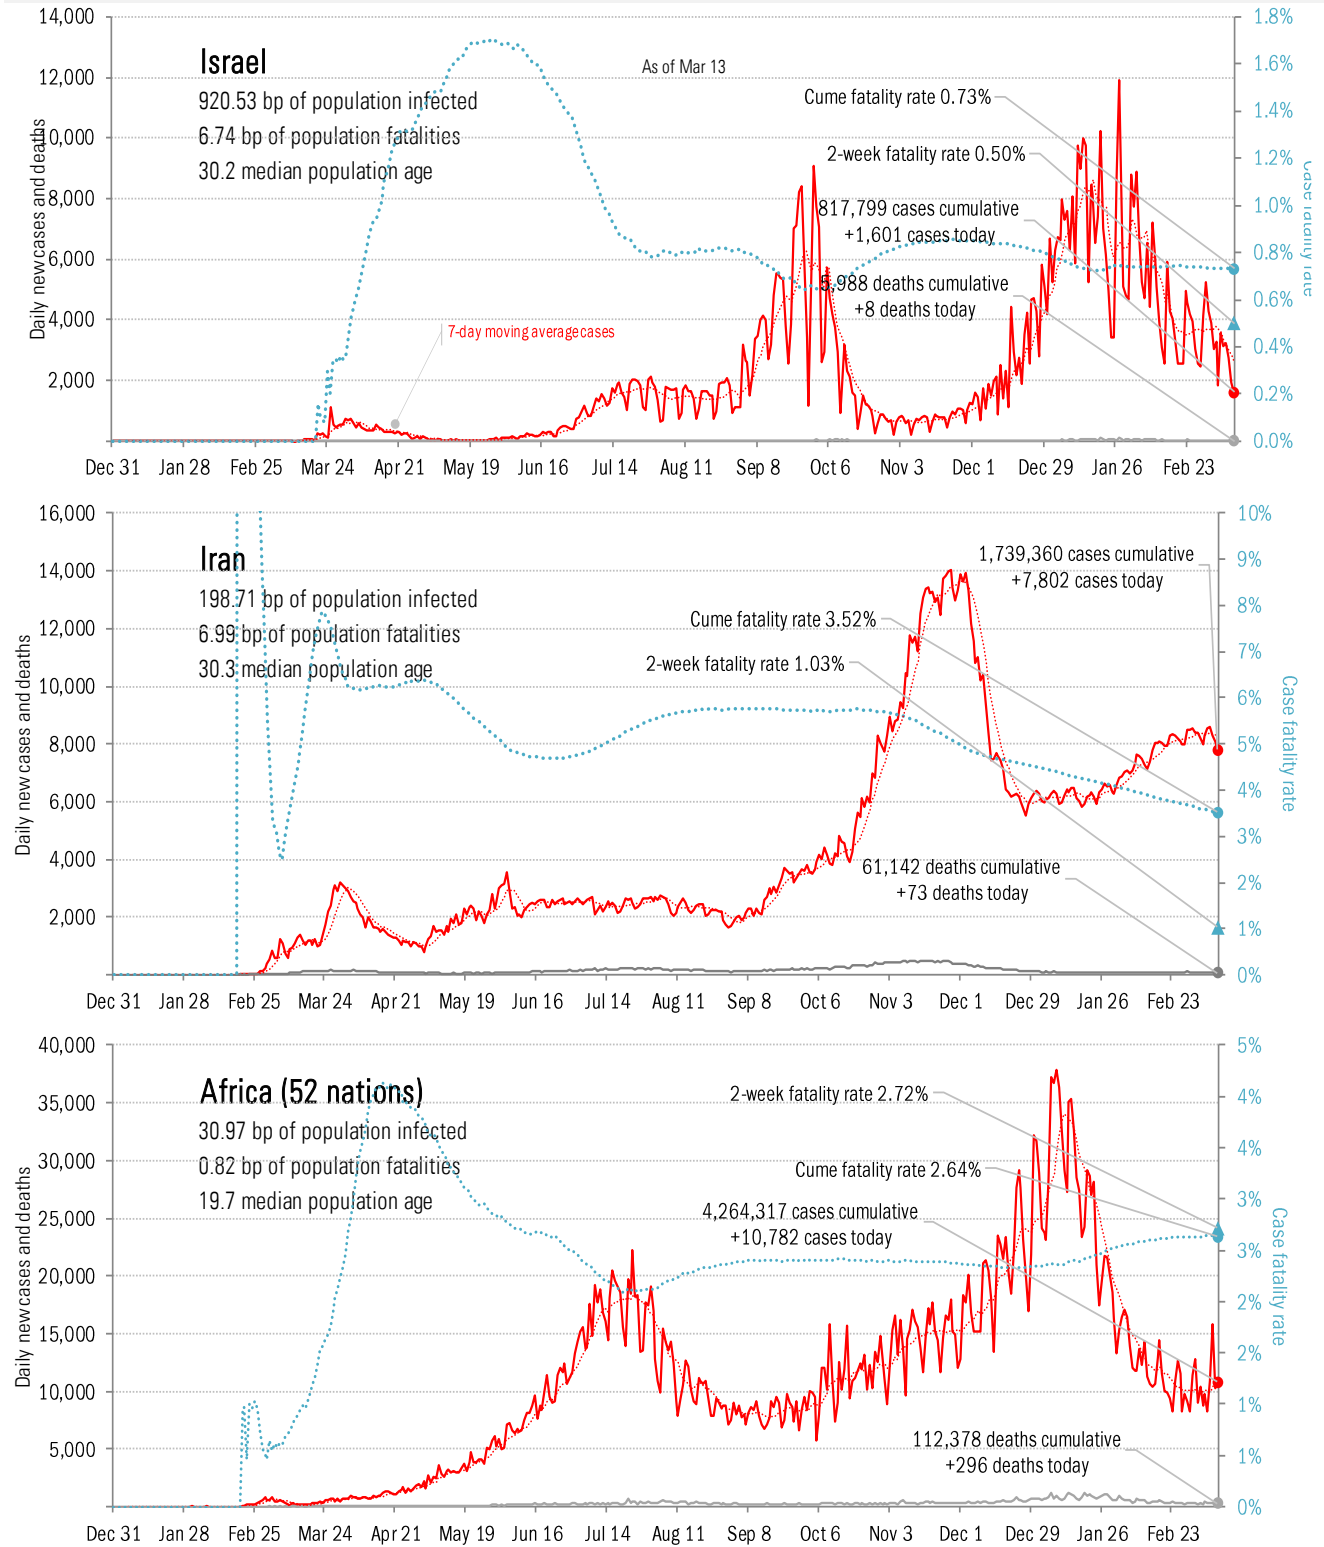 14,000
12,000
10,000
8,000
6,000
4,000
2,000
Daily new cases and deaths
Israel
920.53 bp of population infected
6.74 bp of population fatalities
30.2 median population age
As of Mar 13
Cume fatality rate 0.73%
2-week fatality rate 0.50%
817,799 cases cumulative
+1,601 cases today
5,988 deaths cumulative
+8 deaths today
7-day moving average cases
1.8%
1.6%
1.4%
1.2%
1.0%
0.8%
0.6%
0.4%
0.2%
0.0%
Case fatality rate
Dec 31 Jan 28 Feb 25 Mar 24 Apr 21 May 19 Jun 16 Jul 14 Aug 11 Sep 8 Oct 6 Nov 3 Dec 1 Dec 29 Jan 26 Feb 23
16,000
14,000
12,000
10,000
8,000
6,000
4,000
2,000
Daily new cases and deaths
Iran
198.71 bp of population infected
6.99 bp of population fatalities
30.3 median population age
1,739,360 cases cumulative
+7,802 cases today
Cume fatality rate 3.52%
2-week fatality rate 1.03%
61,142 deaths cumulative
+73 deaths today
10%
9%
8%
7%
6%
5%
4%
3%
2%
1%
0%
Case fatality rate
Dec 31 Jan 28 Feb 25 Mar 24 Apr 21 May 19 Jun 16 Jul 14 Aug 11 Sep 8 Oct 6 Nov 3 Dec 1 Dec 29 Jan 26 Feb 23
40,000
35,000
30,000
25,000
20,000
15,000
10,000
5,000
Daily new cases and deaths
Africa (52 nations)
30.97 bp of population infected
0.82 bp of population fatalities
19.7 median population age
2-week fatality rate 2.72%
Cume fatality rate 2.64%
4,264,317 cases cumulative
+10,782 cases today
112,378 deaths cumulative
+296 deaths today
5%
4%
4%
3%
3%
2%
2%
1%
1%
0%
Case fatality rate
Dec 31 Jan 28 Feb 25 Mar 24 Apr 21 May 19 Jun 16 Jul 14 Aug 11 Sep 8 Oct 6 Nov 3 Dec 1 Dec 29 Jan 26 Feb 23